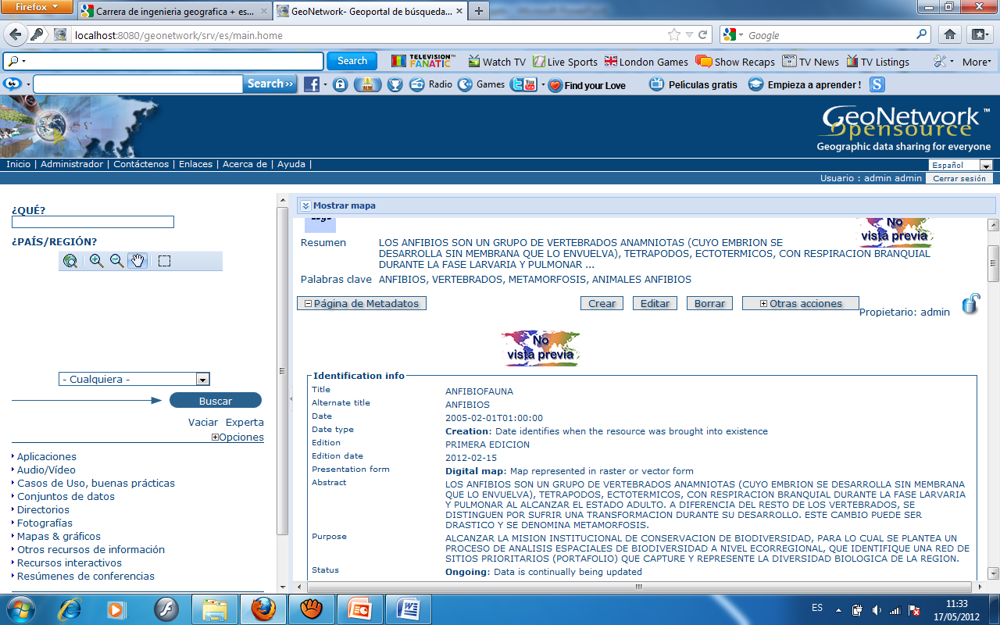 Firefox
Carrera de ingenieria geografica + es...
GeoNetwork- Geoportal de búsqueda...
localhost:8080/geonetwork/srv/es/main.home
Google
Search
TELEVISION FANATIC
Watch TV
Live Sports
London Games
Show Recaps
TV News
TV Listings
More
Search >>
Radio
Games
You Tube
Find your Love
Películas gratis
Empieza a aprender !
S
GeoNetwork ™
Opensource
Geographic data sharing for everyone
Inicio | Administrador | Contáctenos | Enlaces | Acerca de | Ayuda |
Español
Usuario : admin admin
Cerrar sesión
¿QUÉ?
¿PAÍS/REGIÓN?
- Cualquiera -
Buscar
Vaciar Experta
Opciones
Aplicaciones
Audio/Vídeo
Casos de Uso, buenas prácticas
Conjuntos de datos
Directorios
Fotografías
Mapas & gráficos
Otros recursos de información
Recursos interactivos
Resúmenes de conferencias
Mostrar mapa
No
vista previa
Resumen
LOS ANFIBIOS SON UN GRUPO DE VERTEBRADOS ANAMNIOTAS (CUYO EMBRION SE
DESARROLLA SIN MEMBRANA QUE LO ENVUELVA), TETRAPODOS, ECTOTERMICOS, CON RESPIRACION BRANQUIAL
DURANTE LA FASE LARVARIA Y PULMONAR ...
Palabras clave ANFIBIOS, VERTEBRADOS, METAMORFOSIS, ANIMALES ANFIBIOS
Página de Metadatos
Crear
Editar
Borrar
Otras acciones
Propietario: admin
No
vista previa
Identification info
Title ANFIBIOFAUNA
Alternate title ANFIBIOS
Date 2005-02-01T01:00:00
Date type Creation: Date identifies when the resource was brought into existence
Edition PRIMERA EDICION
Edition date 2012-02-15
Presentation form Digital map: Map represented in raster or vector form
Abstract LOS ANFIBIOS SON UN GRUPO DE VERTEBRADOS ANAMNIOTAS (CUYO EMBRION SE DESARROLLA SIN MEMBRANA
QUE LO ENVUELVA), TETRAPODOS, ECTOTERMICOS, CON RESPIRACION BRANQUIAL DURANTE LA FASE LARVARIA
Y PULMONAR AL ALCANZAR EL ESTADO ADULTO. A DIFERENCIA DEL RESTO DE LOS VERTEBRADOS, SE
DISTINGUEN POR SUFRIR UNA TRANSFORMACION DURANTE SU DESARROLLO. ESTE CAMBIO PUEDE SER
DRASTICO Y SE DENOMINA METAMORFOSIS.
Purpose ALCANZAR LA MISION INSTITUCIONAL DE CONSERVACION DE BIODIVERSIDAD, PARA LO CUAL SE PLANTEA UN
PROCESO DE ANALISIS ESPACIALES DE BIODIVERSIDAD A NIVEL ECORREGIONAL, QUE IDENTIFIQUE UNA RED DE
SITIOS PRIORITARIOS (PORTAFOLIO) QUE CAPTURE Y REPRESENTE LA DIVERSIDAD BIOLOGICA DE LA REGION.
Status Ongoing: Data is continually being updated
ES
11:33
17/05/2012